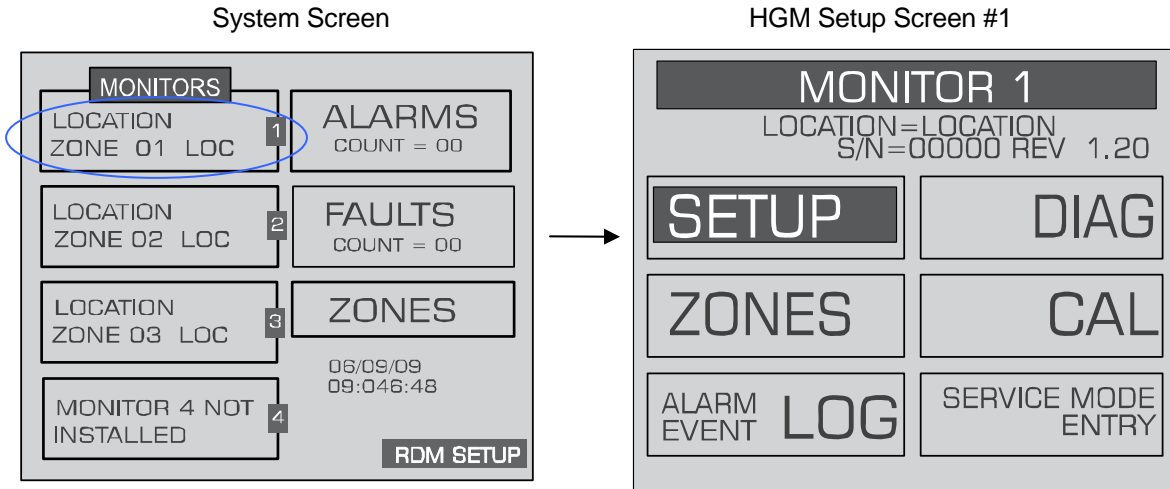 System Screen
MONITORS
LOCATION
ZONE 01 LOC
1
ALARMS
COUNT = 00
LOCATION
ZONE 02 LOC
2
FAULTS
COUNT = 00
LOCATION
ZONE 03 LOC
3
ZONES
06/09/09
09:046:48
MONITOR 4 NOT
INSTALLED
4
RDM SETUP
HGM Setup Screen #1
MONITOR 1
LOCATION=LOCATION
S/N=00000 REV 1.20
SETUP
DIAG
ZONES
CAL
ALARM
EVENT
LOG
SERVICE MODE
ENTRY